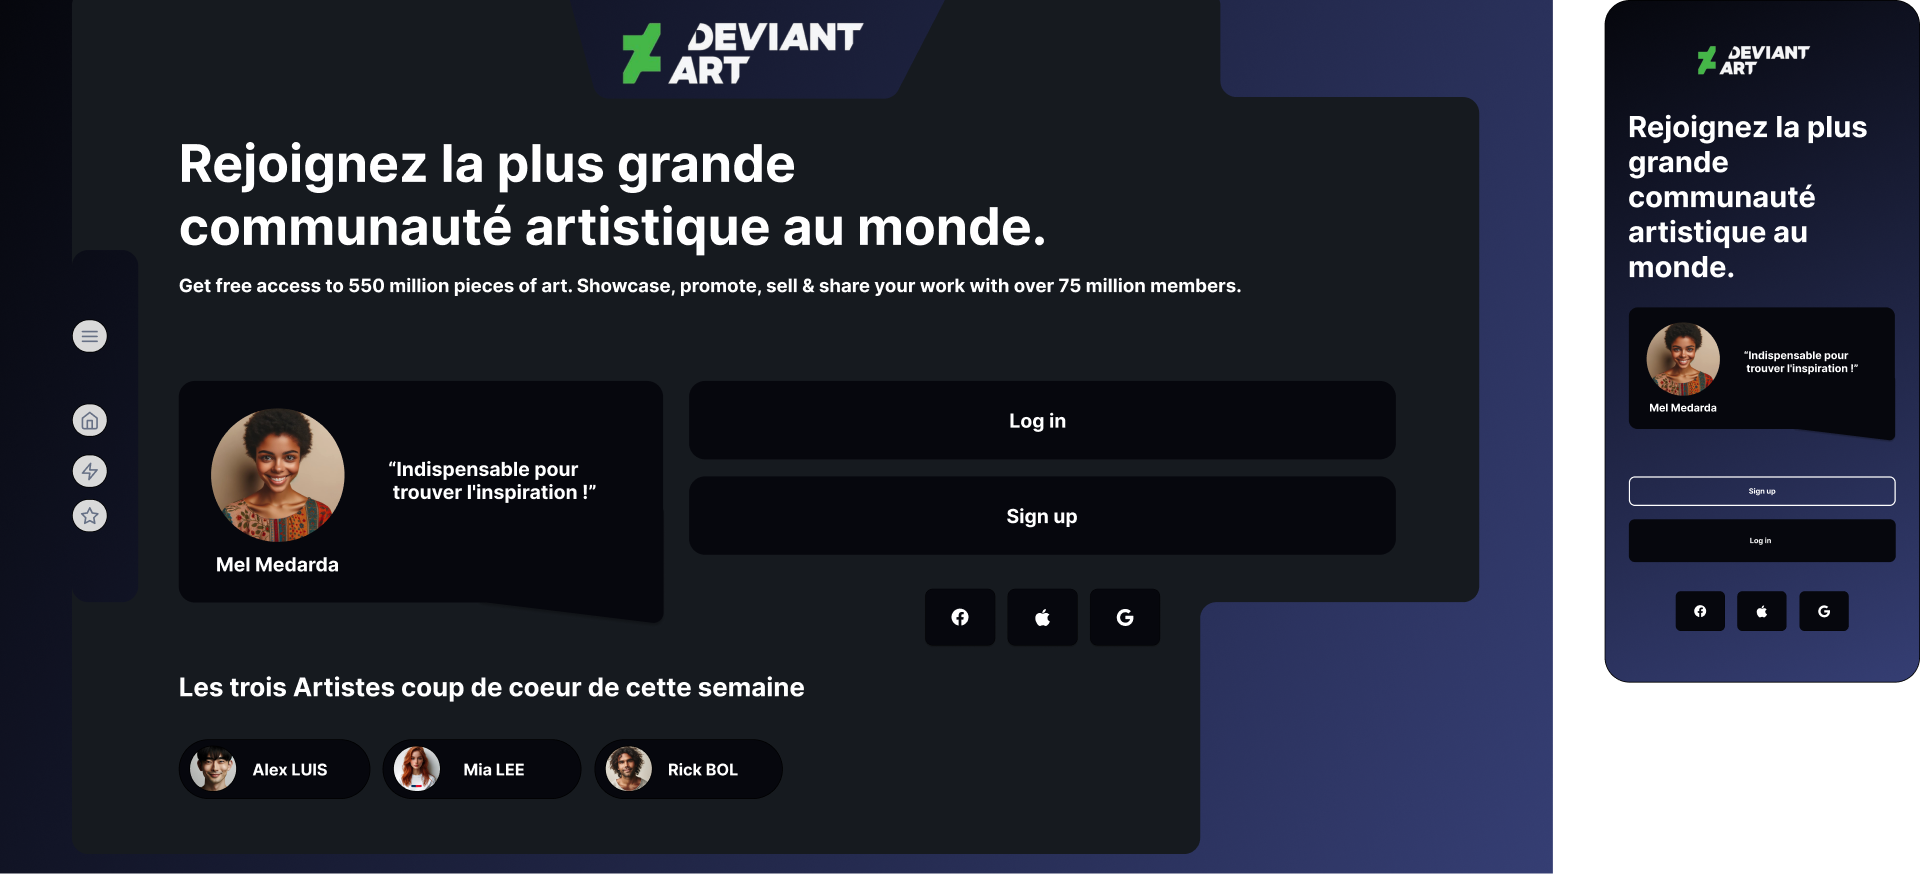 DEVIANT
ART
Rejoignez la plus grande
communauté artistique au monde.
Get free access to 550 million pieces of art. Showcase, promote, sell & share your work with over 75 million members.
“Indispensable pour
trouver l'inspiration !”
Mel Medarda
Log in
Sign up
G
Les trois Artistes coup de coeur de cette semaine
Alex LUIS
Mia LEE
Rick BOL
DEVIANT
ART
Rejoignez la plus
grande
communauté
artistique au
monde.
“Indispensable pour
trouver l'inspiration !”
Mel Medarda
Sign up
Log in
G